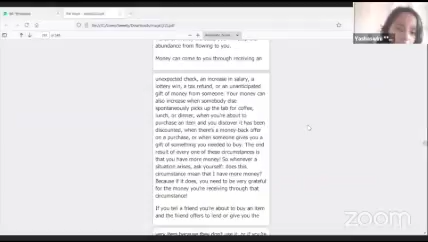 abundance from flowing to you.
Money can come to you through receiving an
unexpected check, an increase in salary, a
lottery win, a tax refund, or an unanticipated
gift of money from someone. Your money can
also increase when somebody else
spontaneously picks up the tab for coffee,
lunch, or dinner, when you're about to
purchase an item and you discover it has been
discounted, when there's a money-back offer
on a purchase, or when someone gives you a
gift of something you needed to buy. The end
result of every one of these circumstances is
that you have more money! So whenever a
situation arises, ask yourself: does this
circumstance mean that I have more money?
Because if it does, you need to be very grateful
for the money you're receiving through that
circumstance!
If you tell a friend you're about to buy an item
and the friend offers to lend or give you the
zoom